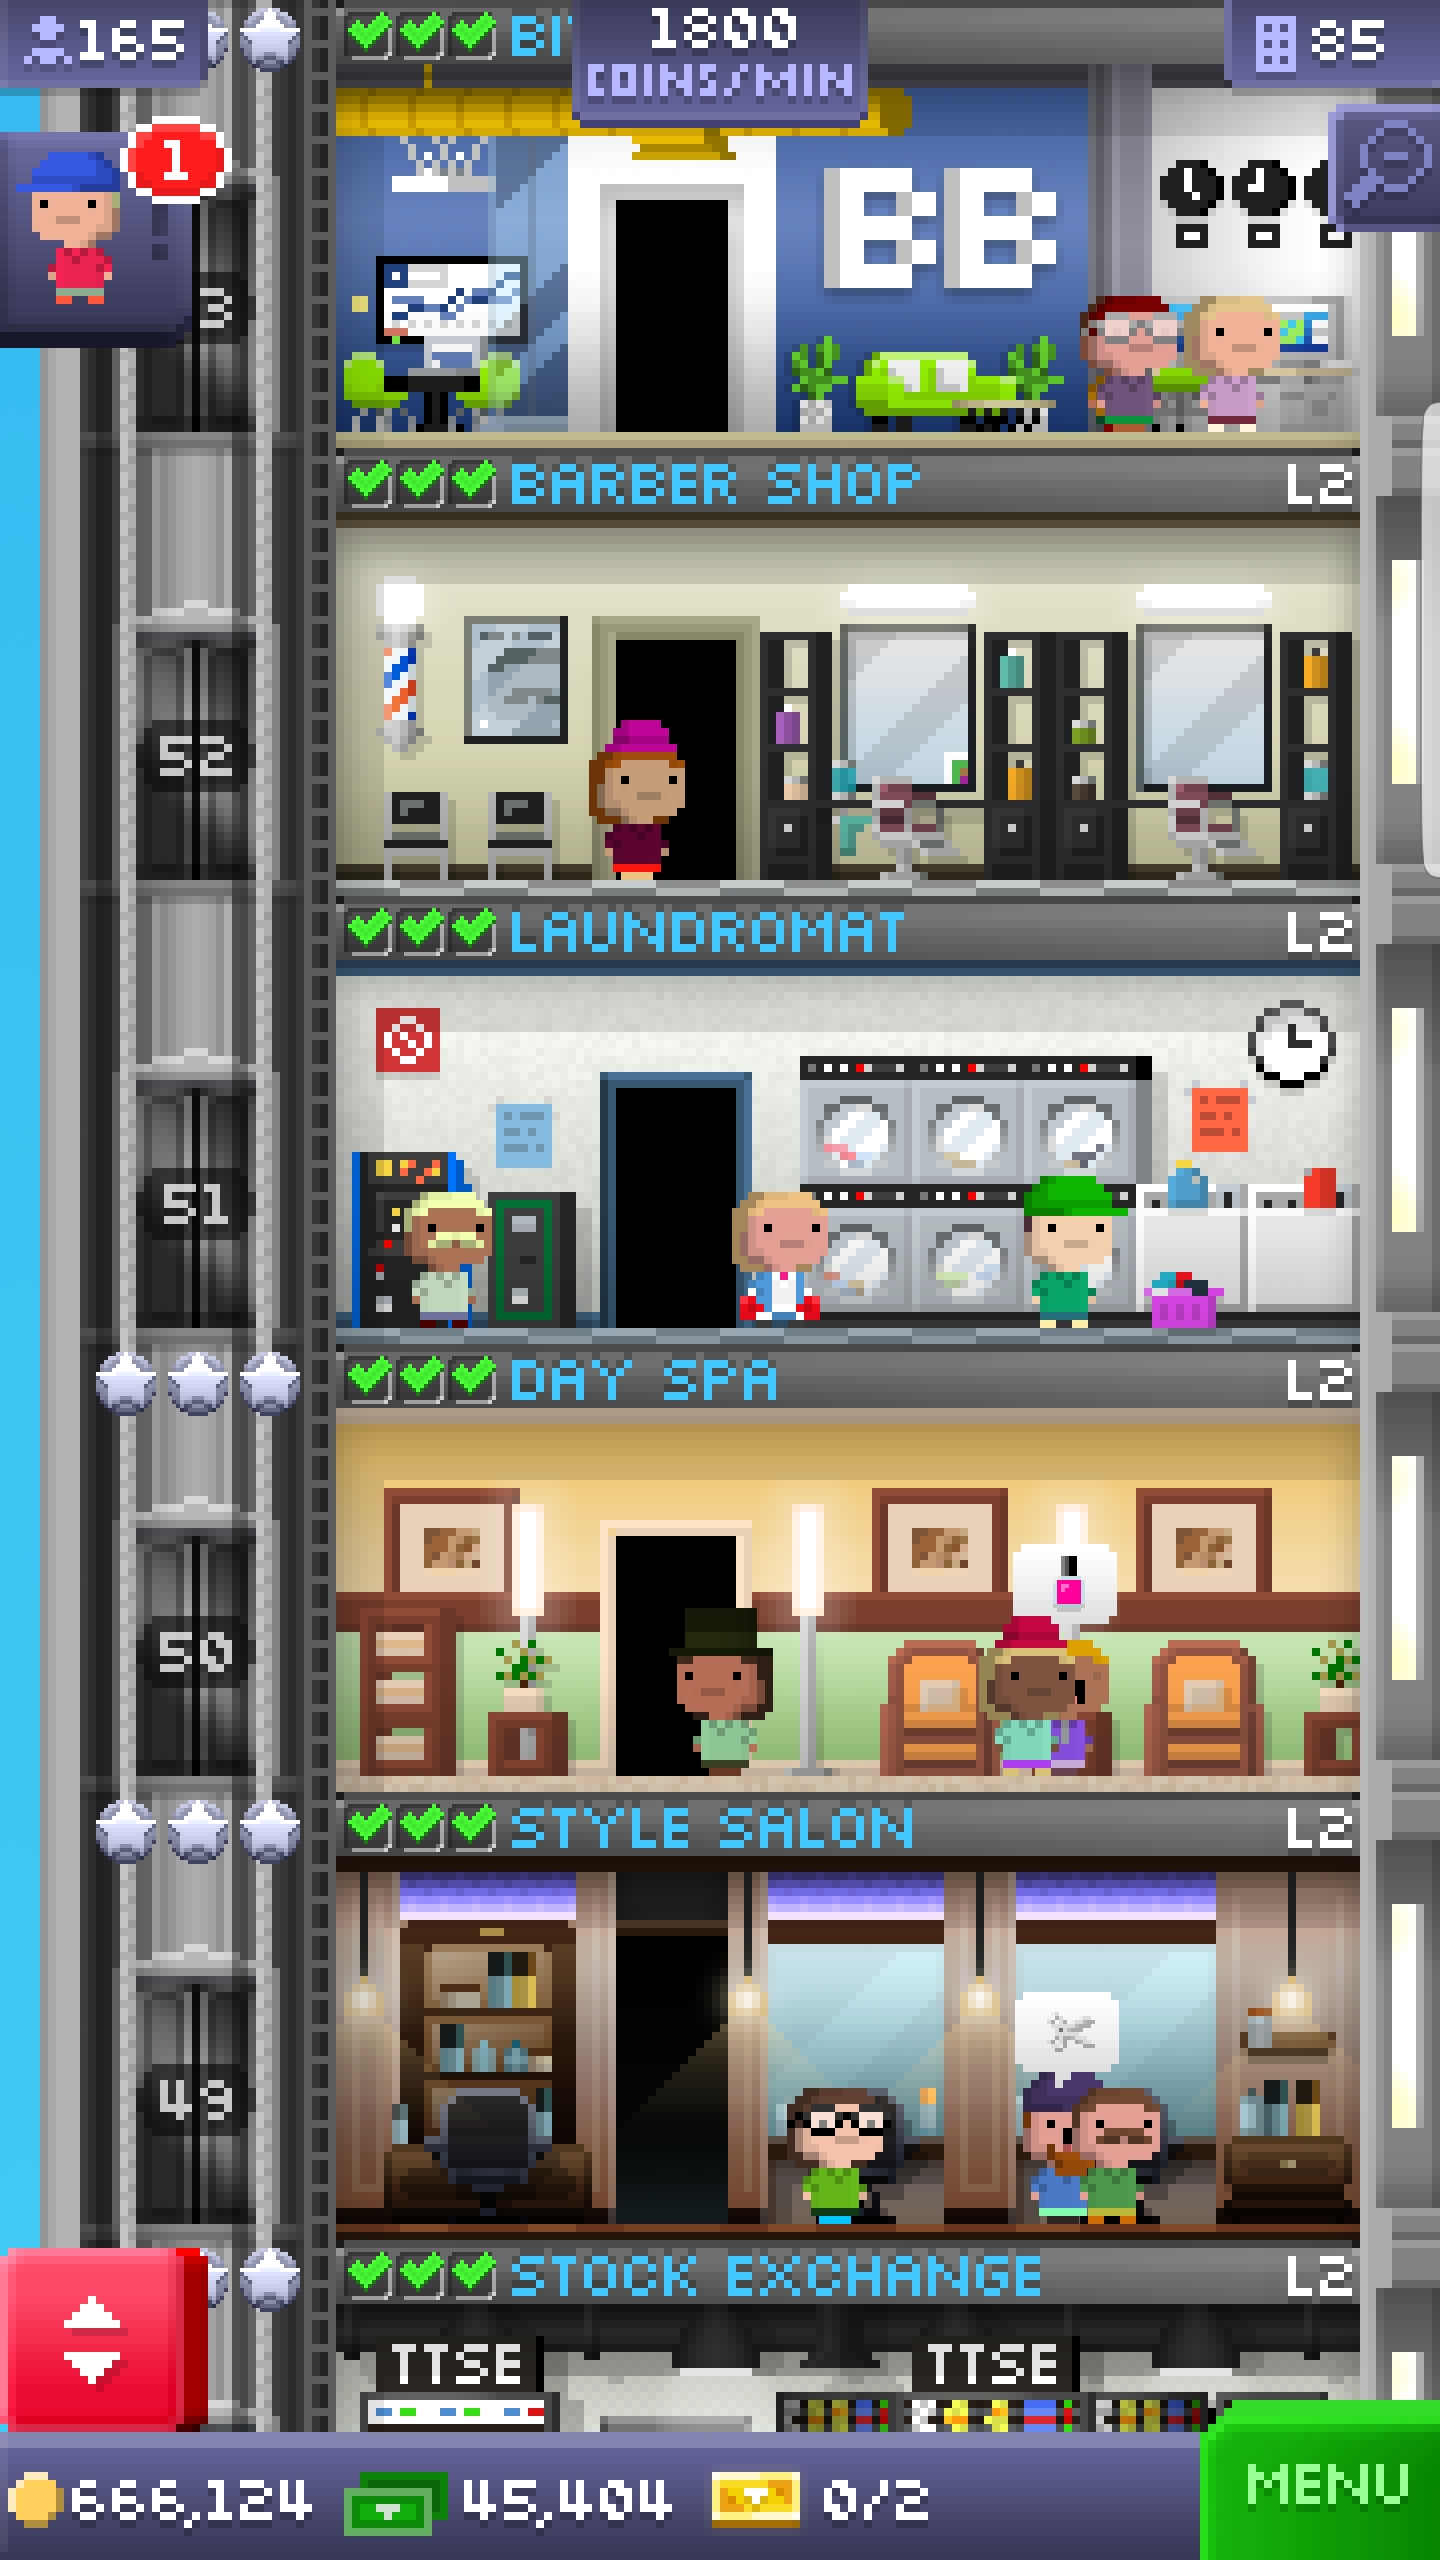 165
BI
1800
COINS/MIN
85
1
BB
3
BARBER SHOP L2
52
LAUNDROMAT L2
51
DAY SPA L2
50
STYLE SALON L2
49
STOCK EXCHANGE L2
TTSE TTSE
666,124 45,404 0/2 MENU